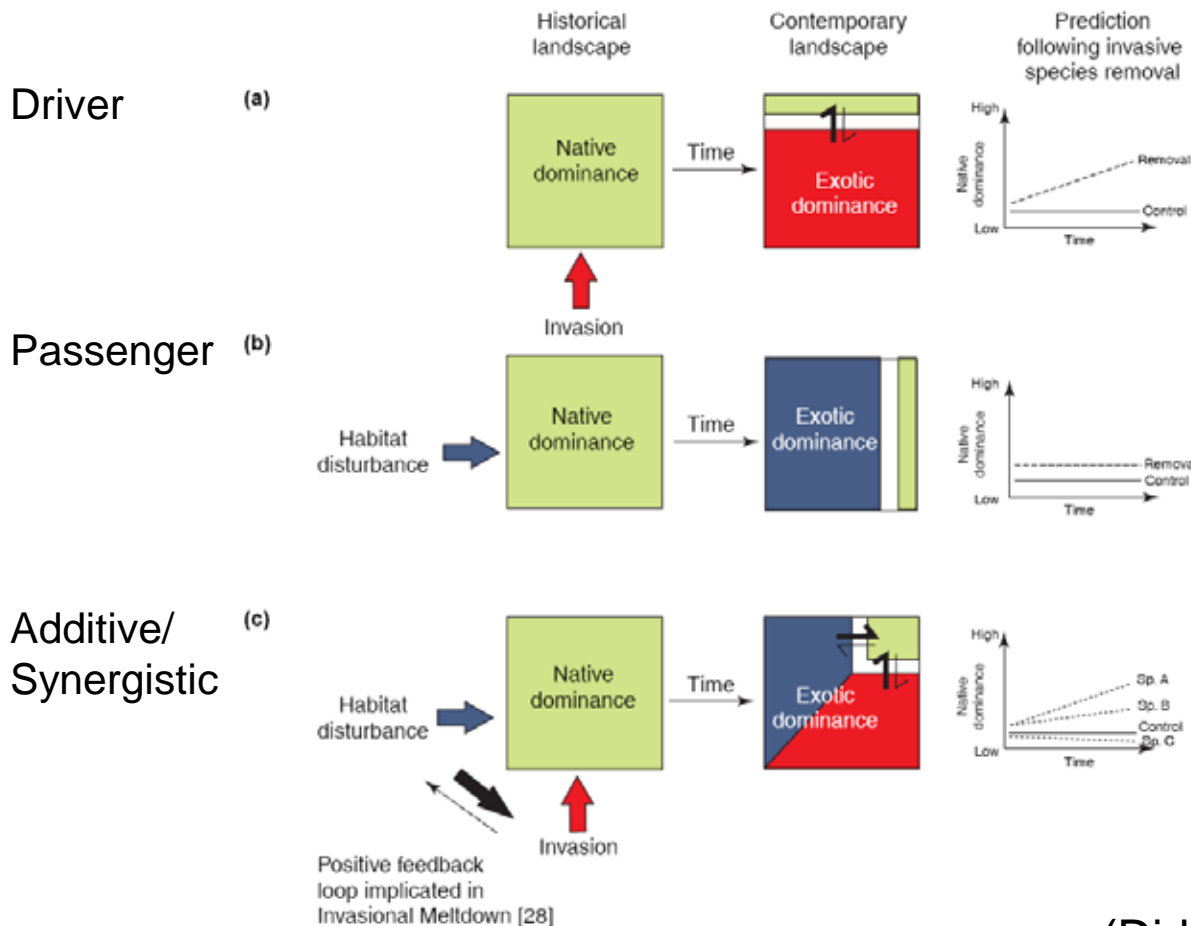 Historical
landscape
Contemporary
landscape
Prediction
following invasive
species removal
Driver
(a)
Native
dominance
Time
Exotic
dominance
High
Native
dominance
Low
Removal
Control
Time
Invasion
Passenger
(b)
Habitat
disturbance
Native
dominance
Time
Exotic
dominance
High
Native
dominance
Low
Remova
Control
Time
Additive/
Synergistic
(c)
Habitat
disturbance
Native
dominance
Time
Exotic
dominance
High
Native
dominance
Low
Sp. A
Sp. B
Control
Sp. C
Time
Invasion
Positive feedback
loop implicated in
Invasional Meltdown [28]